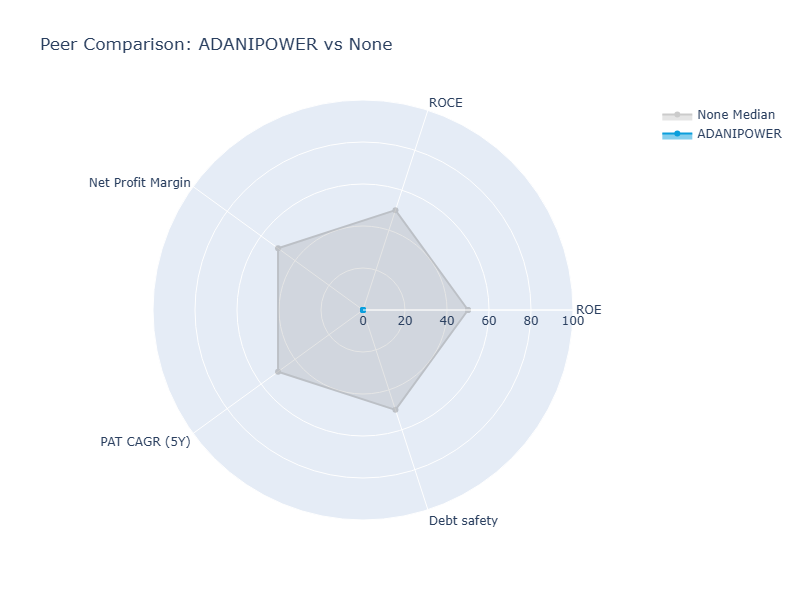 Peer Comparison: ADANIPOWER vs None
ROCE
None Median
ADANIPOWER
Net Profit Margin
ROE
0 20 40 60 80 100
PAT CAGR (5Y)
Debt safety